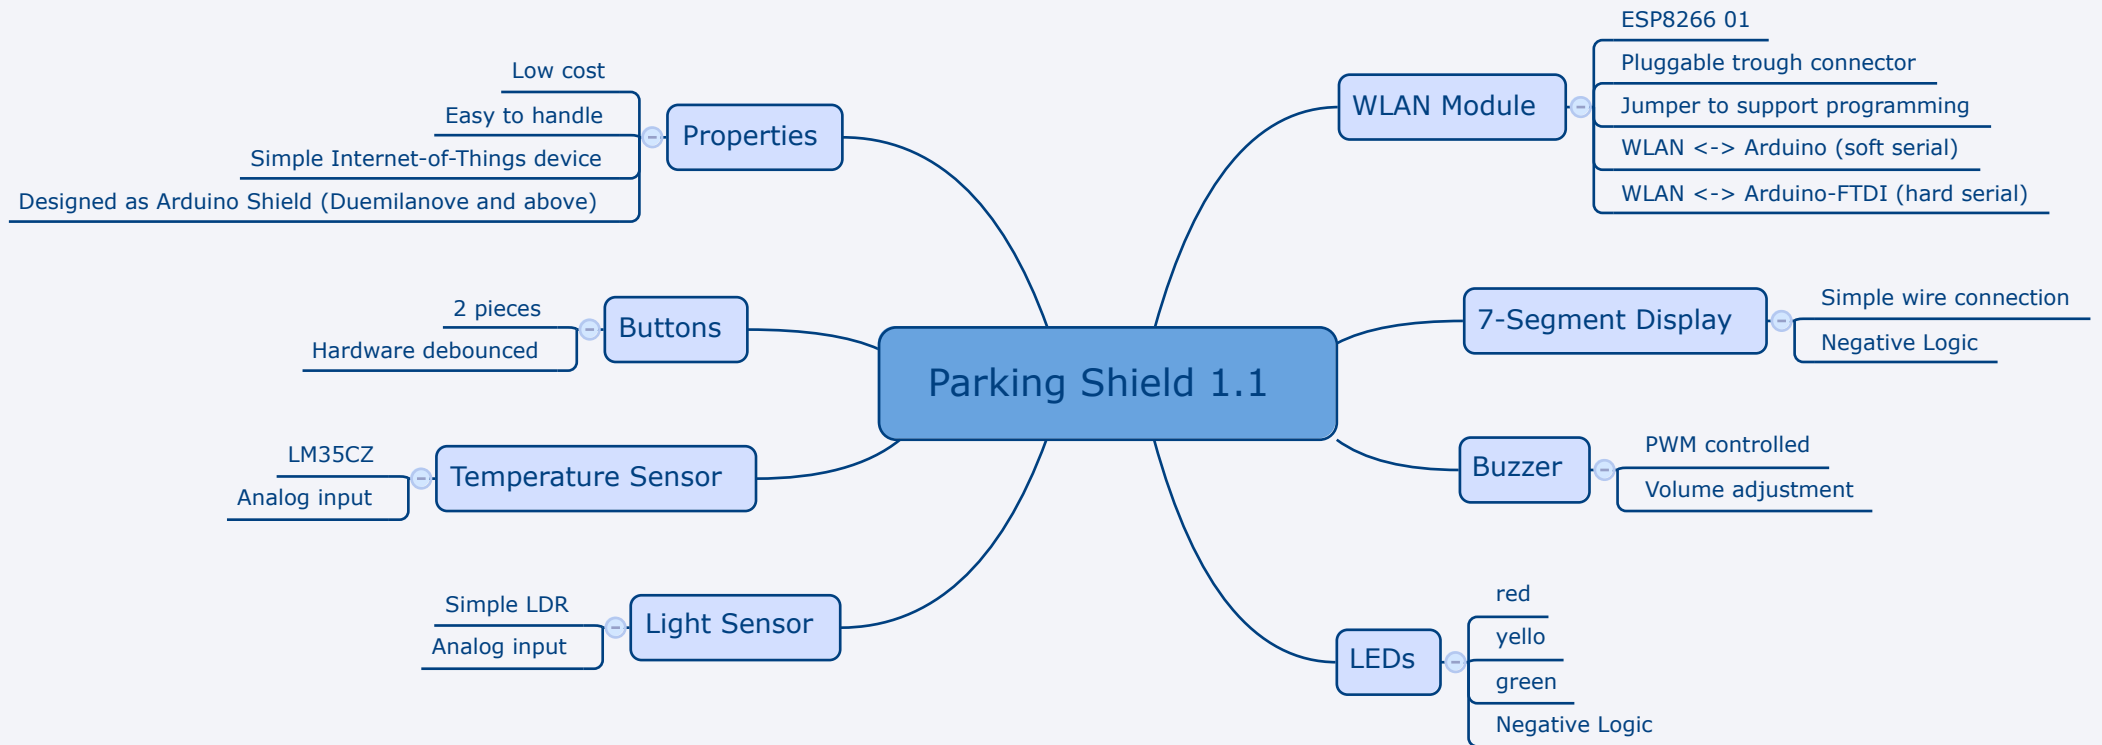 Parking Shield 1.1
Properties
Low cost
Easy to handle
Simple Internet-of-Things device
Designed as Arduino Shield (Duemilanove and above)
Buttons
2 pieces
Hardware debounced
Temperature Sensor
LM35CZ
Analog input
Light Sensor
Simple LDR
Analog input
WLAN Module
ESP8266 01
Pluggable trough connector
Jumper to support programming
WLAN <-> Arduino (soft serial)
WLAN <-> Arduino-FTDI (hard serial)
7-Segment Display
Simple wire connection
Negative Logic
Buzzer
PWM controlled
Volume adjustment
LEDs
red
yello
green
Negative Logic